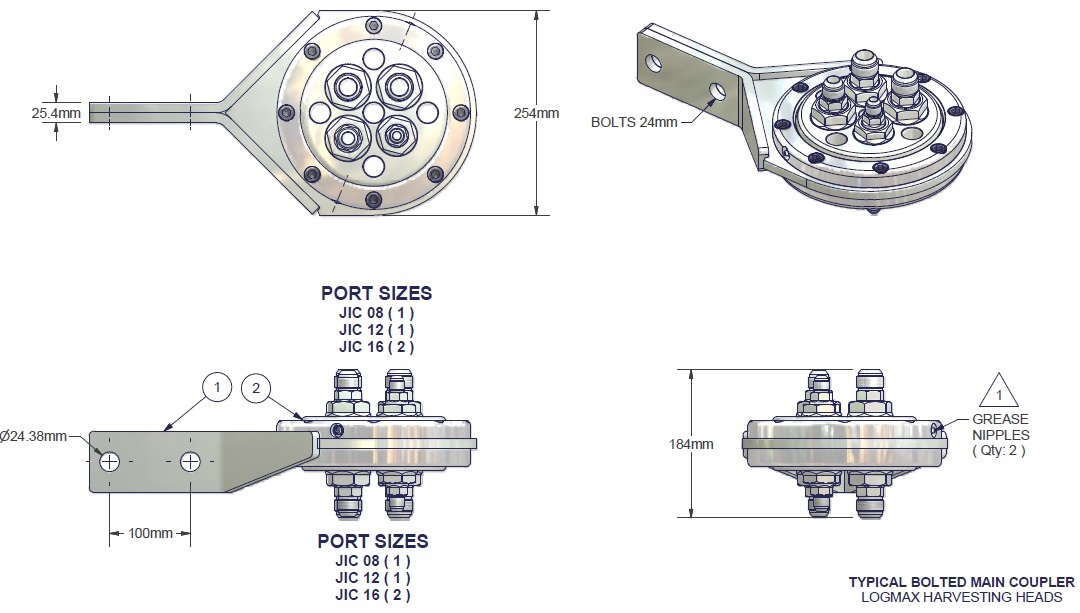 25.4mm
254mm
BOLTS 24mm
PORT SIZES
JIC 08 ( 1 )
JIC 12 ( 1 )
JIC 16 ( 2 )
1
2
Ø24.38mm
100mm
PORT SIZES
JIC 08 ( 1 )
JIC 12 ( 1 )
JIC 16 ( 2 )
184mm
1
GREASE
NIPPLES
( Qty: 2 )
TYPICAL BOLTED MAIN COUPLER
LOGMAX HARVESTING HEADS